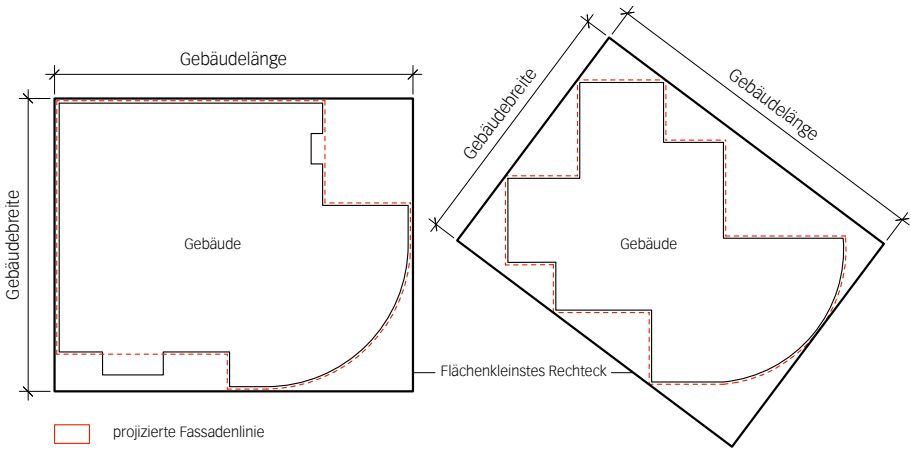 Gebäudelänge
Gebäudebreite
Gebäude
Gebäudebreite
Gebäudelänge
Gebäude
Flächenkleinstes Rechteck
projizierte Fassadenlinie